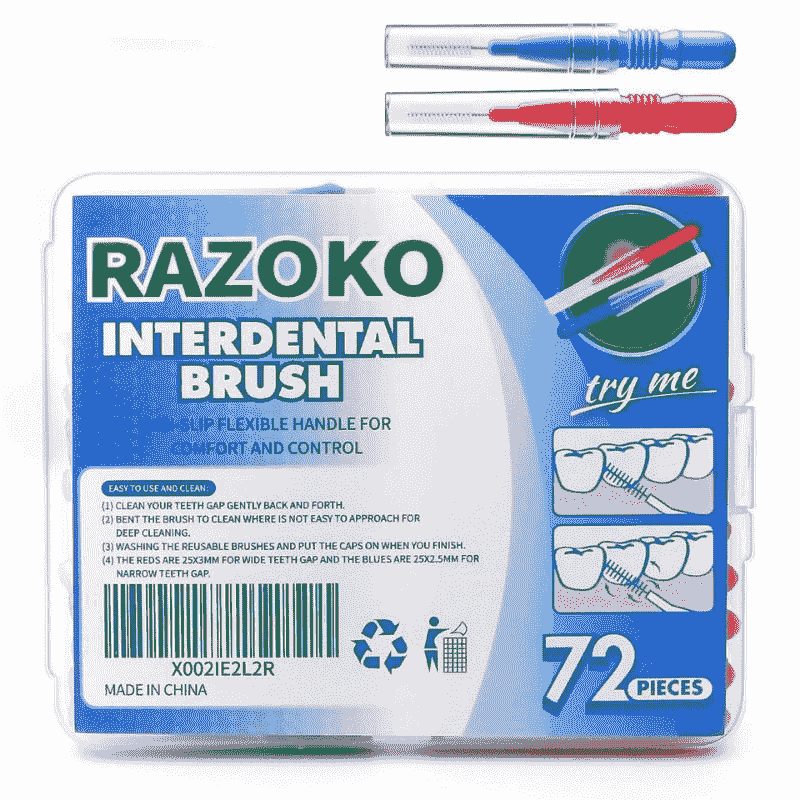 RAZOKO
INTERDENTAL
BRUSH
-SLIP FLEXIBLE HANDLE FOR
COMFORT AND CONTROL
try me
EASY TO USE AND CLEAN:
(1) CLEAN YOUR TEETH GAP GENTLY BACK AND FORTH.
(2) BENT THE BRUSH TO CLEAN WHERE IS NOT EASY TO APPROACH FOR
DEEP CLEANING.
(3) WASHING THE REUSABLE BRUSHES AND PUT THE CAPS ON WHEN YOU FINISH.
(4) THE REDS ARE 25X3MM FOR WIDE TEETH GAP AND THE BLUES ARE 25X2.5MM FOR
NARROW TEETH GAP.
X002IE2L2R
MADE IN CHINA
72 PIECES